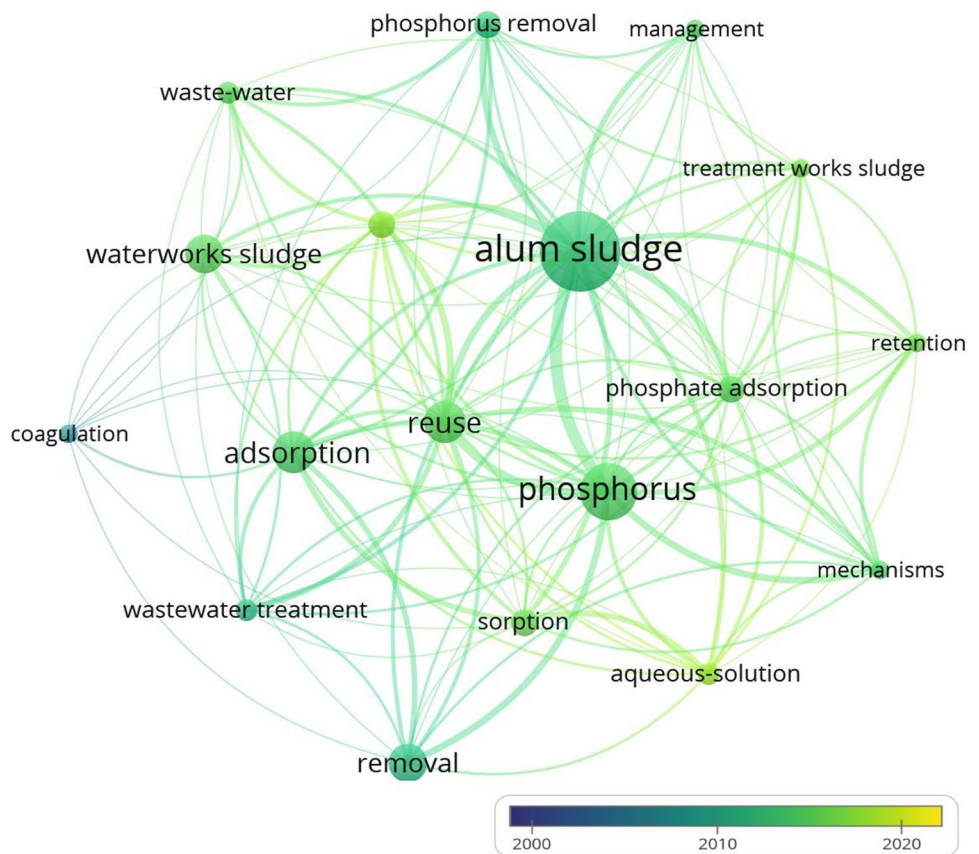 phosphorus removal
management
waste-water
treatment works sludge
waterworks sludge
alum sludge
retention
phosphate adsorption
reuse
coagulation
adsorption
phosphorus
mechanisms
wastewater treatment
sorption
aqueous-solution
removal
2000
2010
2020